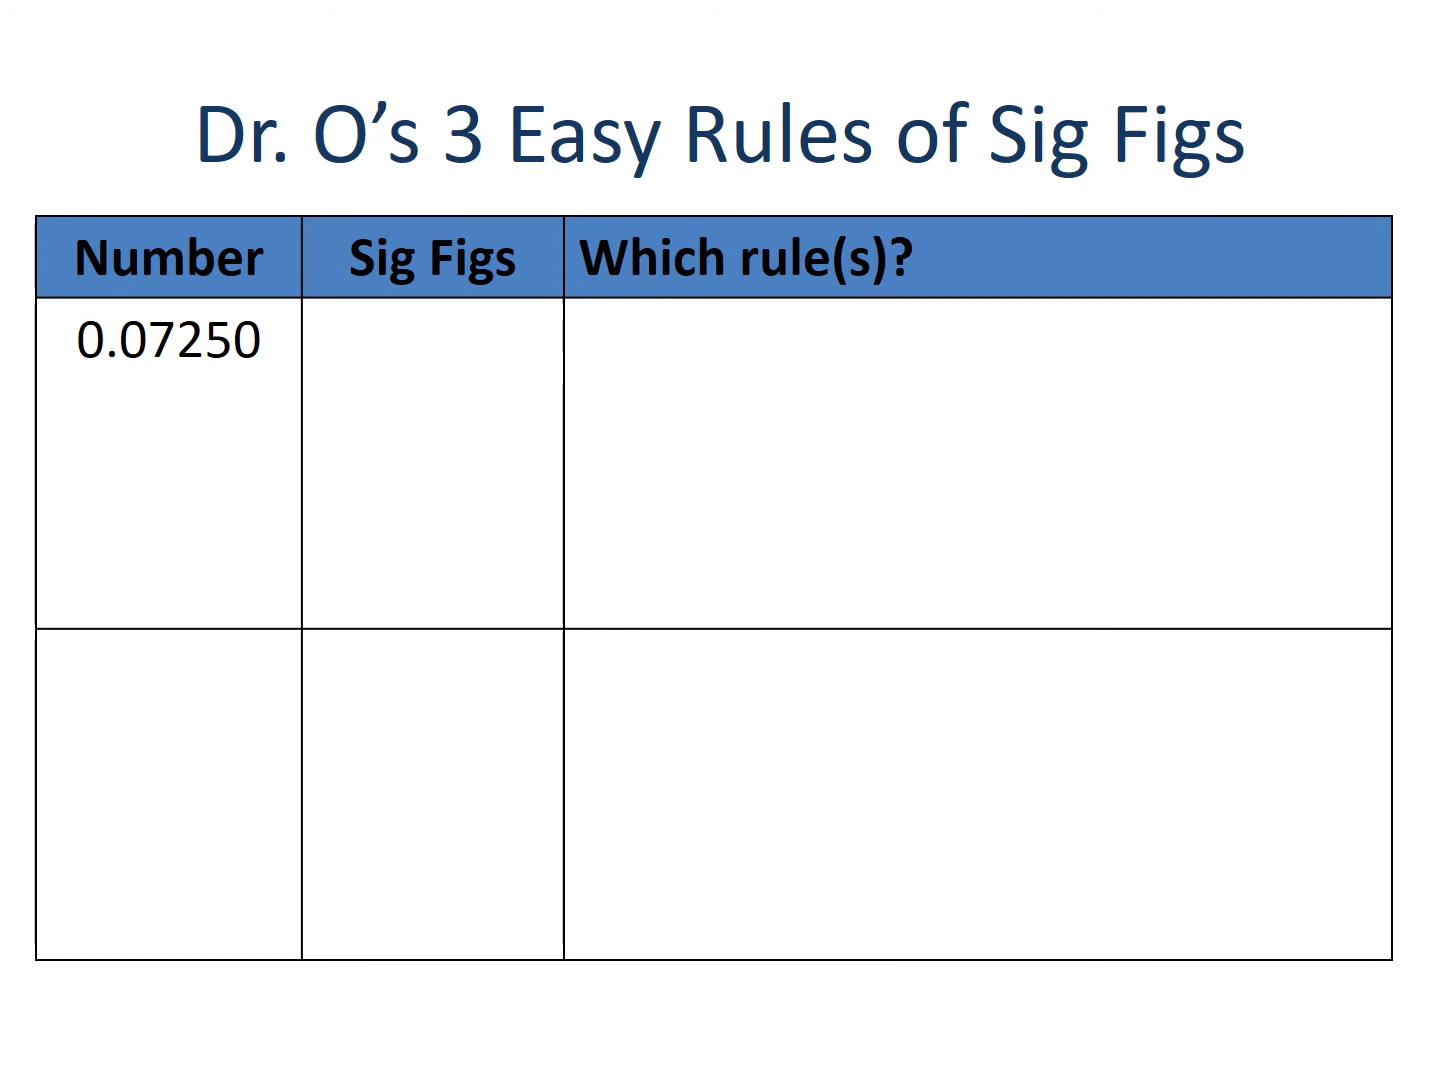 Dr. O’s 3 Easy Rules of Sig Figs
Number Sig Figs Which rule(s)?
0.07250